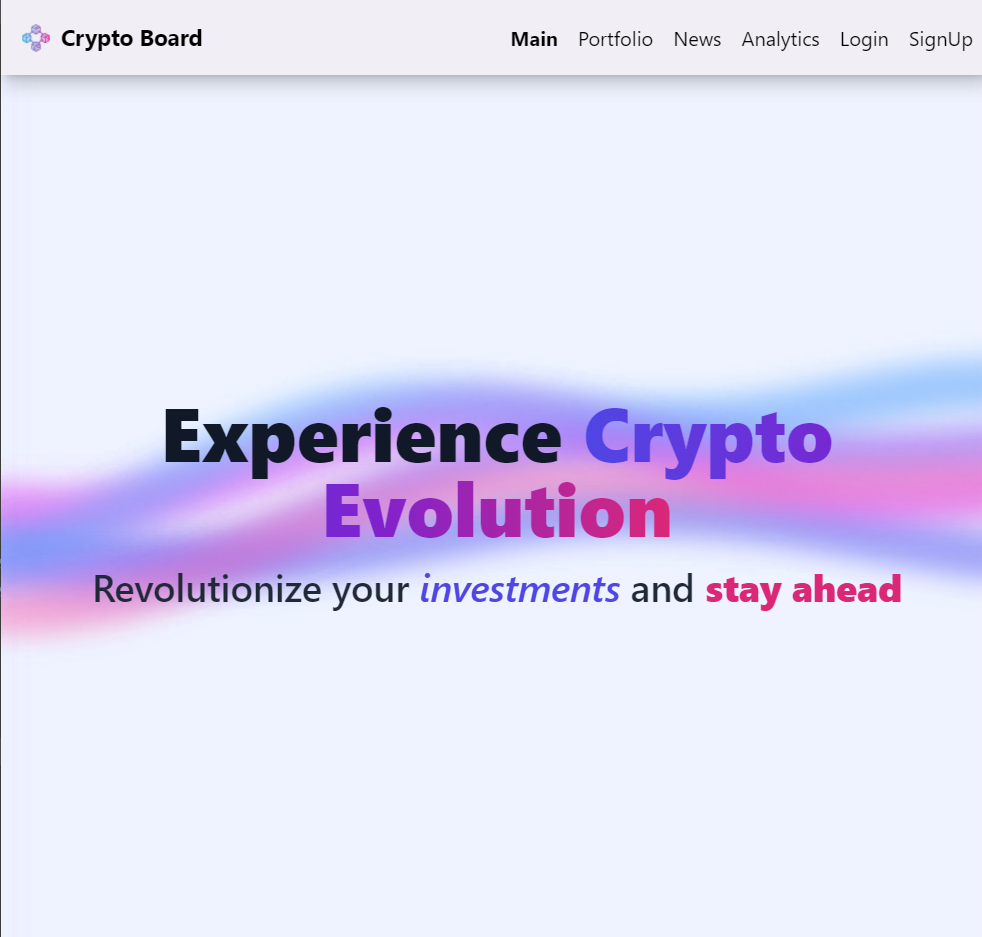 Crypto Board
Main Portfolio News Analytics Login SignUp
Experience Crypto
Evolution
Revolutionize your investments and stay ahead